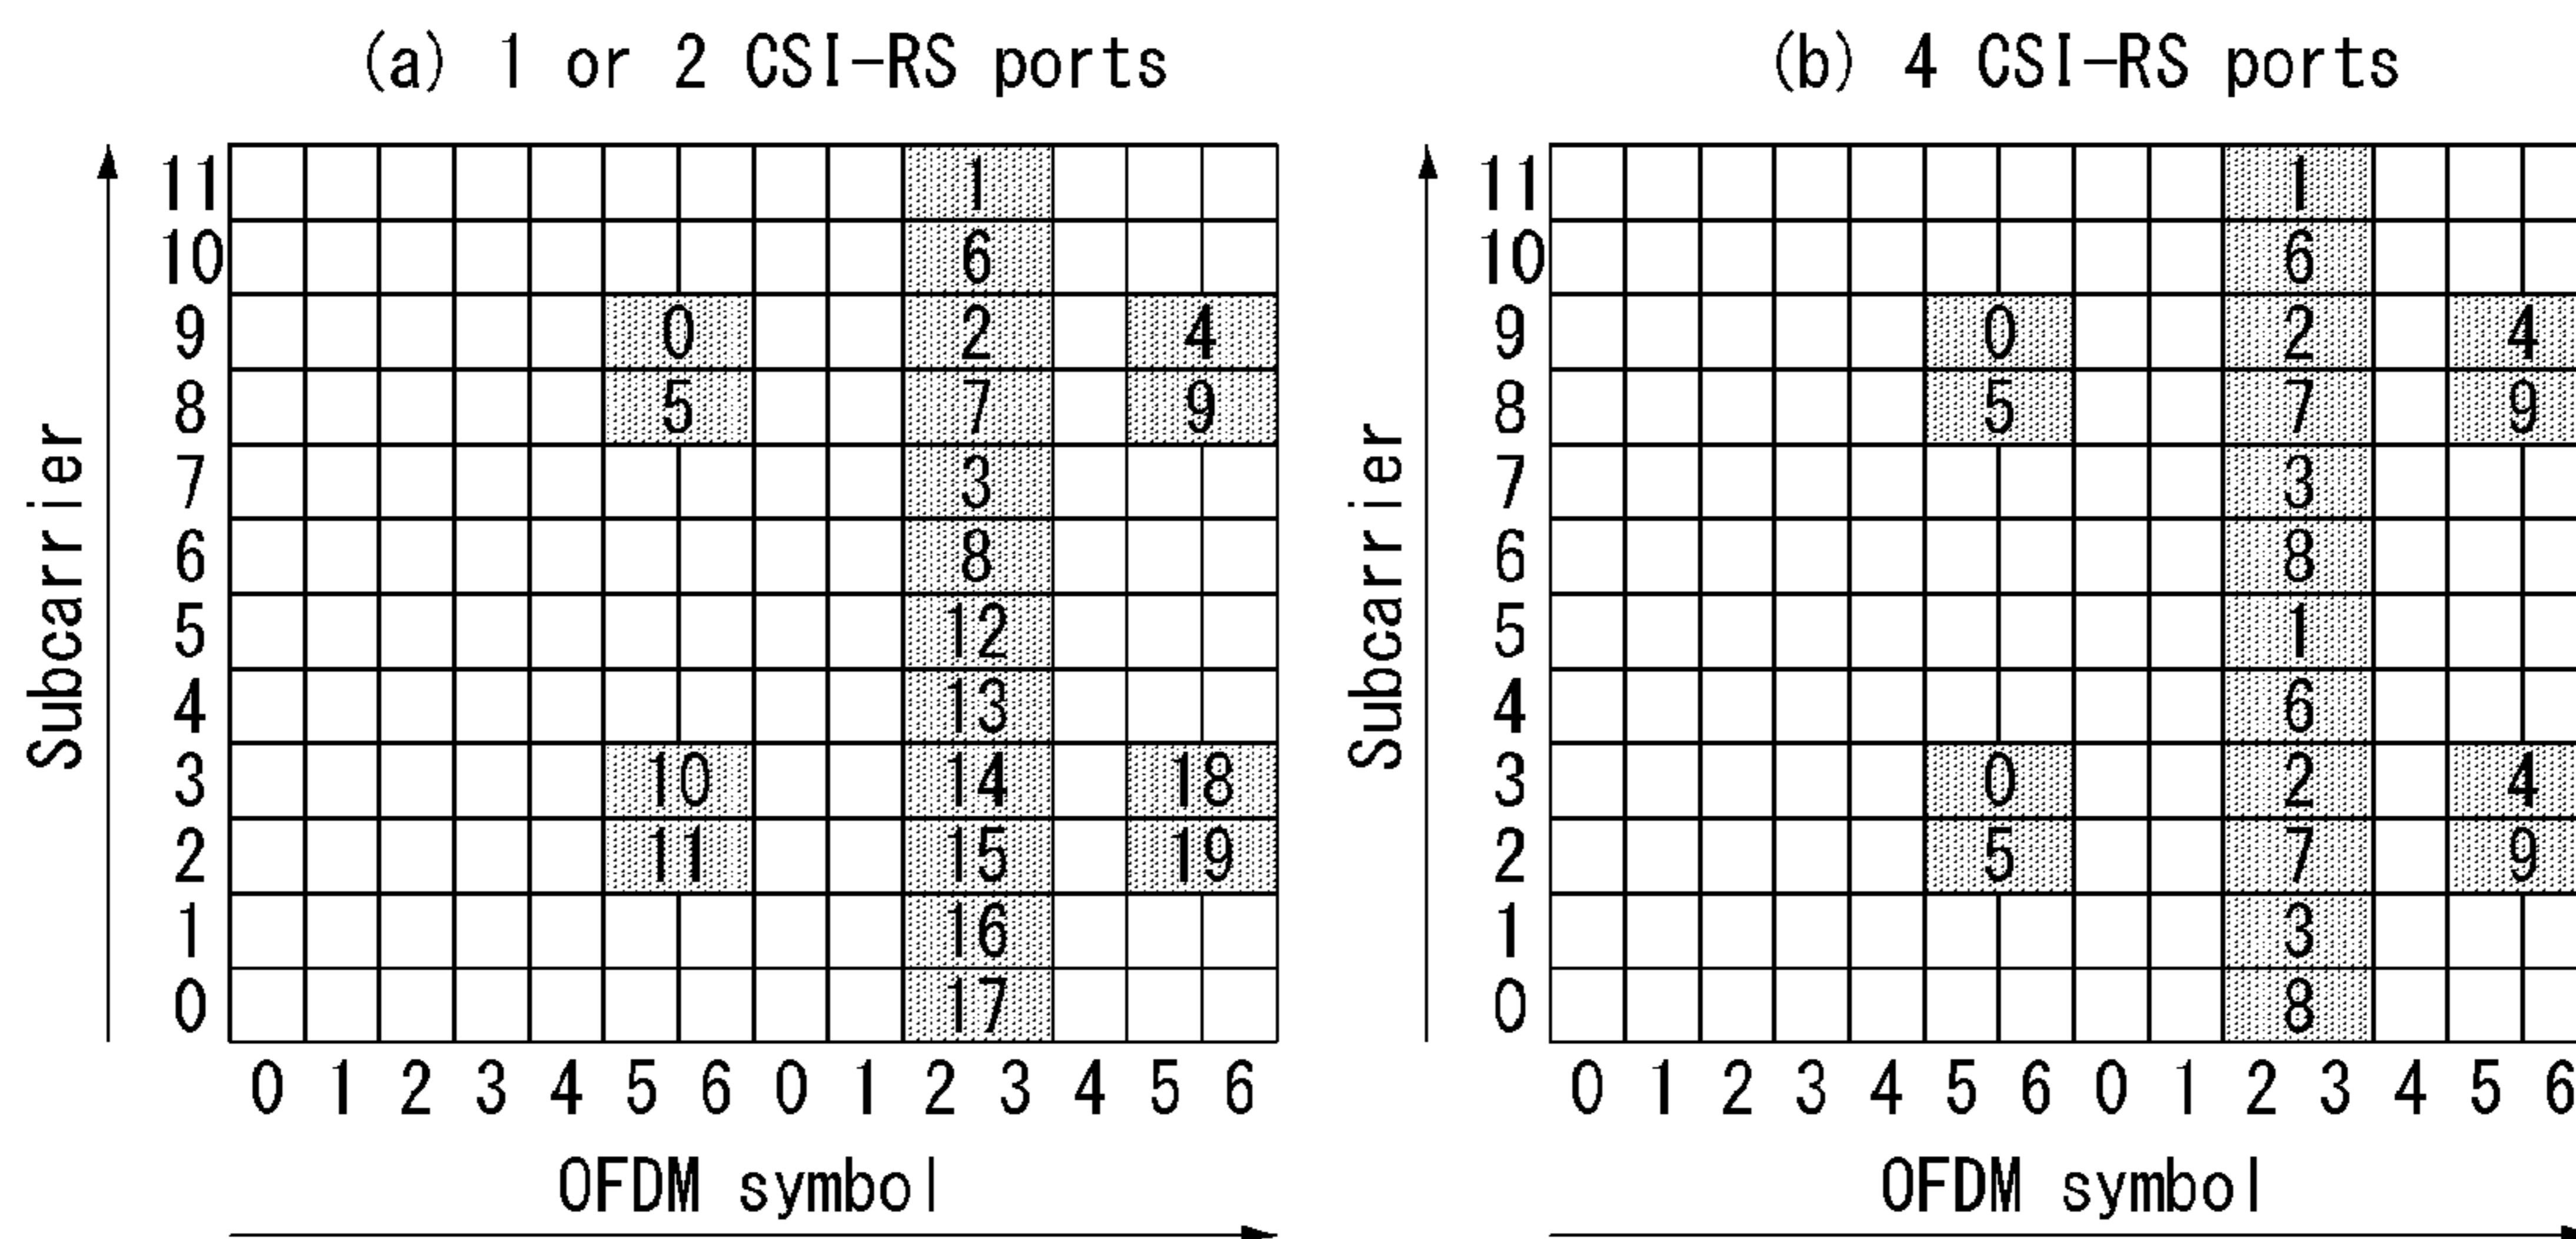 (a) 1 or 2 CSI-RS ports
(b) 4 CSI-RS ports
Subcarrier
11 1
10 6
9 0 2 4
8 5 7 9
7 3
6 8
5 12
4 13
3 10 14 18
2 11 15 19
1 16
0 17
0 1 2 3 4 5 6 0 1 2 3 4 5 6
OFDM symbol
Subcarrier
11 1
10 6
9 0 2 4
8 5 7 9
7 3
6 8
5 1
4 6
3 0 2 4
2 5 7 9
1 3
0 8
0 1 2 3 4 5 6 0 1 2 3 4 5 6
OFDM symbol